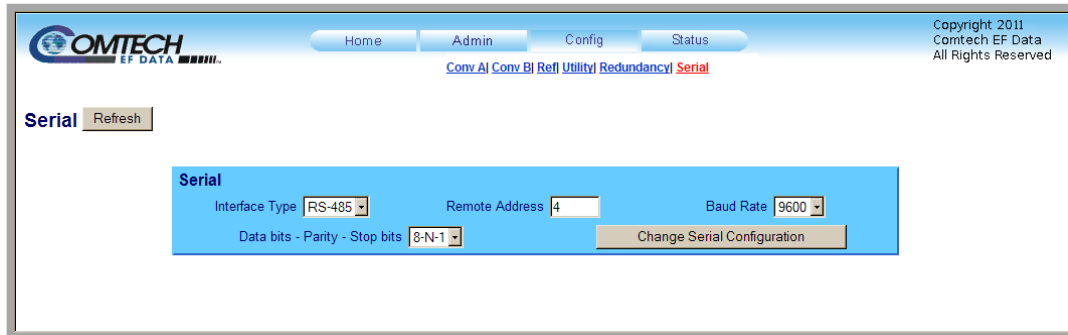 COMTECH
EF DATA
Home Admin Config Status
Conv A| Conv B| Ref| Utility| Redundancy| Serial
Copyright 2011
Comtech EF Data
All Rights Reserved
Serial Refresh
Serial
Interface Type RS-485 Remote Address 4 Baud Rate 9600
Data bits - Parity - Stop bits 8-N-1 Change Serial Configuration